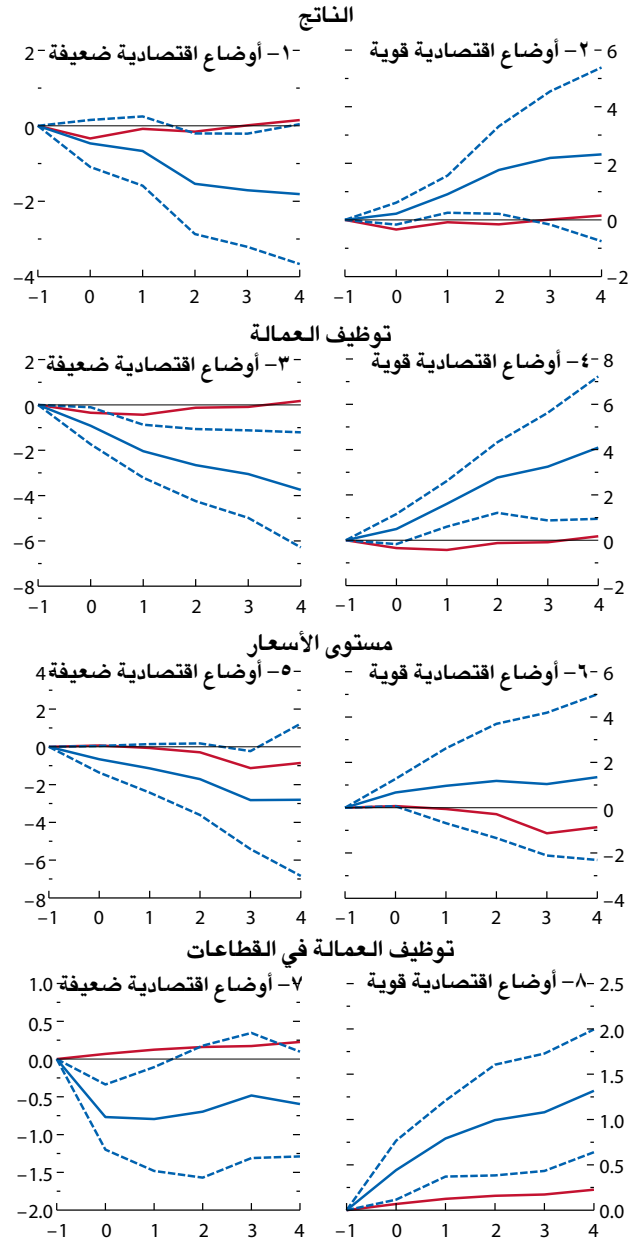 الناتج
١– أوضاع اقتصادية ضعيفة
٢– أوضاع اقتصادية قوية
2
0
–2
–4
–1 0 1 2 3 4
6
4
2
0
–2
–1 0 1 2 3 4
توظيف العمالة
٣– أوضاع اقتصادية ضعيفة
٤– أوضاع اقتصادية قوية
2
0
–2
–4
–6
–8
–1 0 1 2 3 4
8
6
4
2
0
–2
–1 0 1 2 3 4
مستوى الأسعار
٥– أوضاع اقتصادية ضعيفة
٦– أوضاع اقتصادية قوية
4
2
0
–2
–4
–6
–8
–1 0 1 2 3 4
6
4
2
0
–2
–4
–1 0 1 2 3 4
توظيف العمالة في القطاعات
٧– أوضاع اقتصادية ضعيفة
٨– أوضاع اقتصادية قوية
1.0
0.5
0.0
–0.5
–1.0
–1.5
–2.0
–1 0 1 2 3 4
2.5
2.0
1.5
1.0
0.5
0.0
–1 0 1 2 3 4